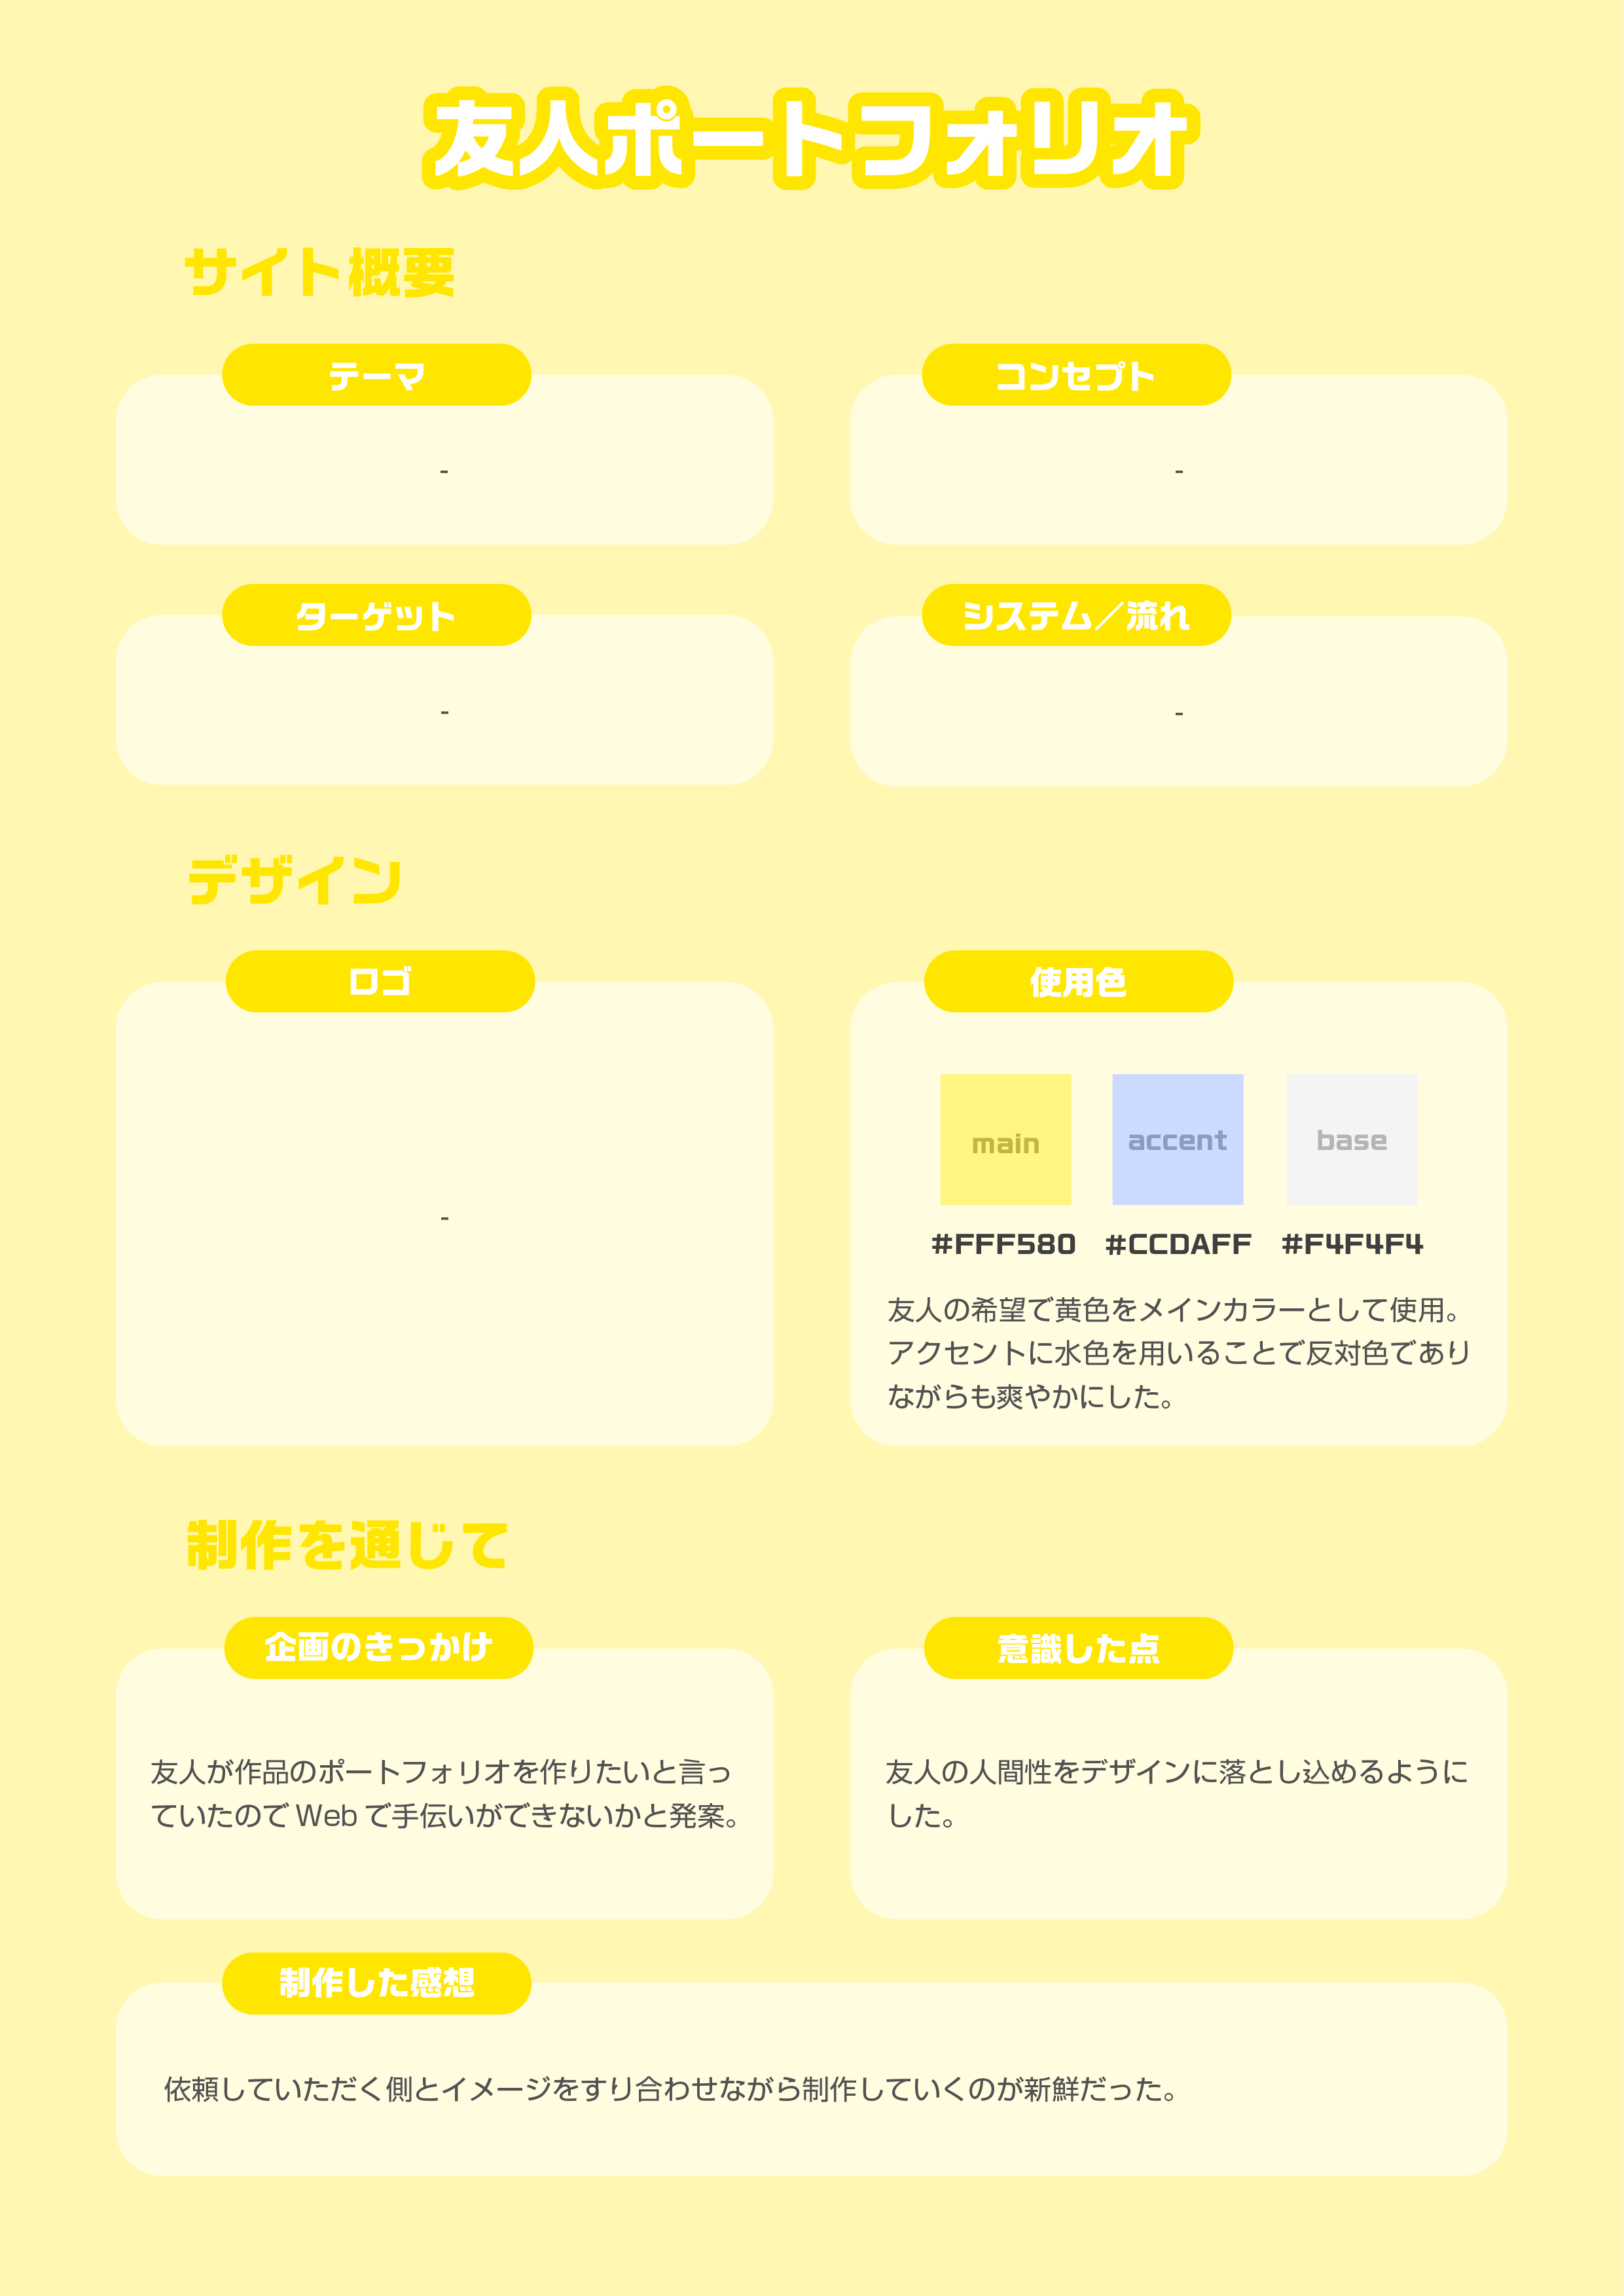 友人ポートフォリオ
サイト概要
テーマ
-
コンセプト
-
ターゲット
-
システム／流れ
-
デザイン
ロゴ
-
使用色
main
accent
base
#FFF580
#CCDAFF
#F4F4F4
友人の希望で黄色をメインカラーとして使用。
アクセントに水色を用いることで反対色であり
ながらも爽やかにした。
制作を通じて
企画のきっかけ
友人が作品のポートフォリオを作りたいと言っ
ていたので Web で手伝いができないかと発案。
意識した点
友人の人間性をデザインに落とし込めるように
した。
制作した感想
依頼していただく側とイメージをすり合わせながら制作していくのが新鮮だった。